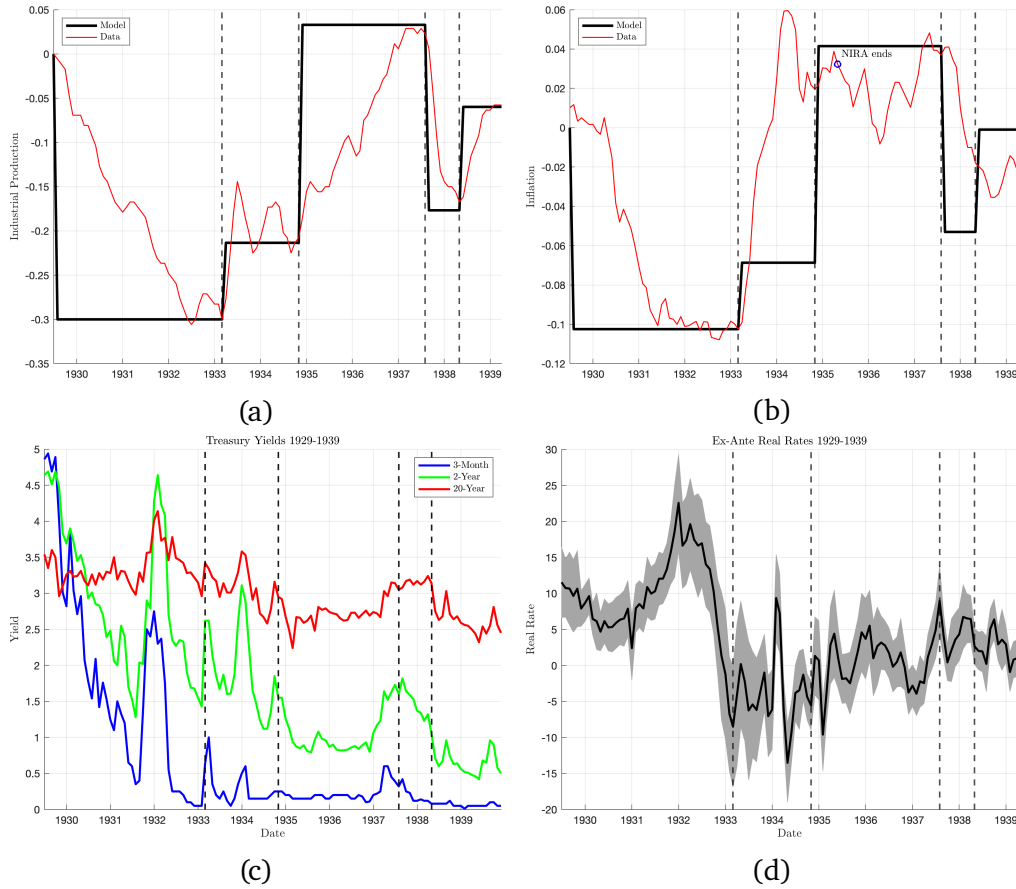 Model
Data
Industrial Production
0
-0.05
-0.1
-0.15
-0.2
-0.25
-0.3
-0.35
1930 1931 1932 1933 1934 1935 1936 1937 1938 1939
(a)
Model
Data
NIRA ends
Inflation
0.06
0.04
0.02
0
-0.02
-0.04
-0.06
-0.08
-0.1
-0.12
1930 1931 1932 1933 1934 1935 1936 1937 1938 1939
(b)
Treasury Yields 1929-1939
3-Month
2-Year
20-Year
Yield
5
4.5
4
3.5
3
2.5
2
1.5
1
0.5
0
1930 1931 1932 1933 1934 1935 1936 1937 1938 1939
Date
(c)
Ex-Ante Real Rates 1929-1939
Real Rate
30
25
20
15
10
5
0
-5
-10
-15
-20
1930 1931 1932 1933 1934 1935 1936 1937 1938 1939
Date
(d)